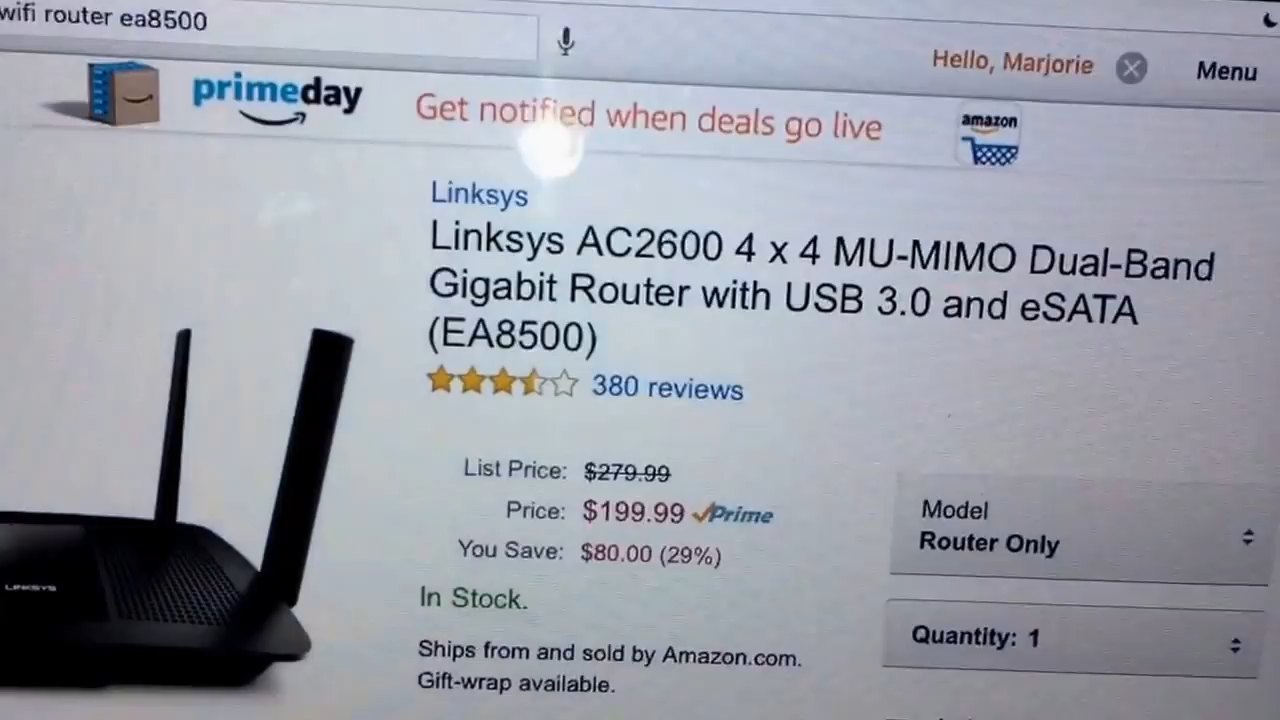 wifi router ea8500
Hello, Marjorie
Menu
primeday
Get notified when deals go live
amazon
Linksys
Linksys AC2600 4 x 4 MU-MIMO Dual-Band
Gigabit Router with USB 3.0 and eSATA
(EA8500)
380 reviews
List Price: $279.99
Price: $199.99 Prime
You Save: $80.00 (29%)
In Stock.
Ships from and sold by Amazon.com.
Gift-wrap available.
Model
Router Only
Quantity: 1
LINKSYS